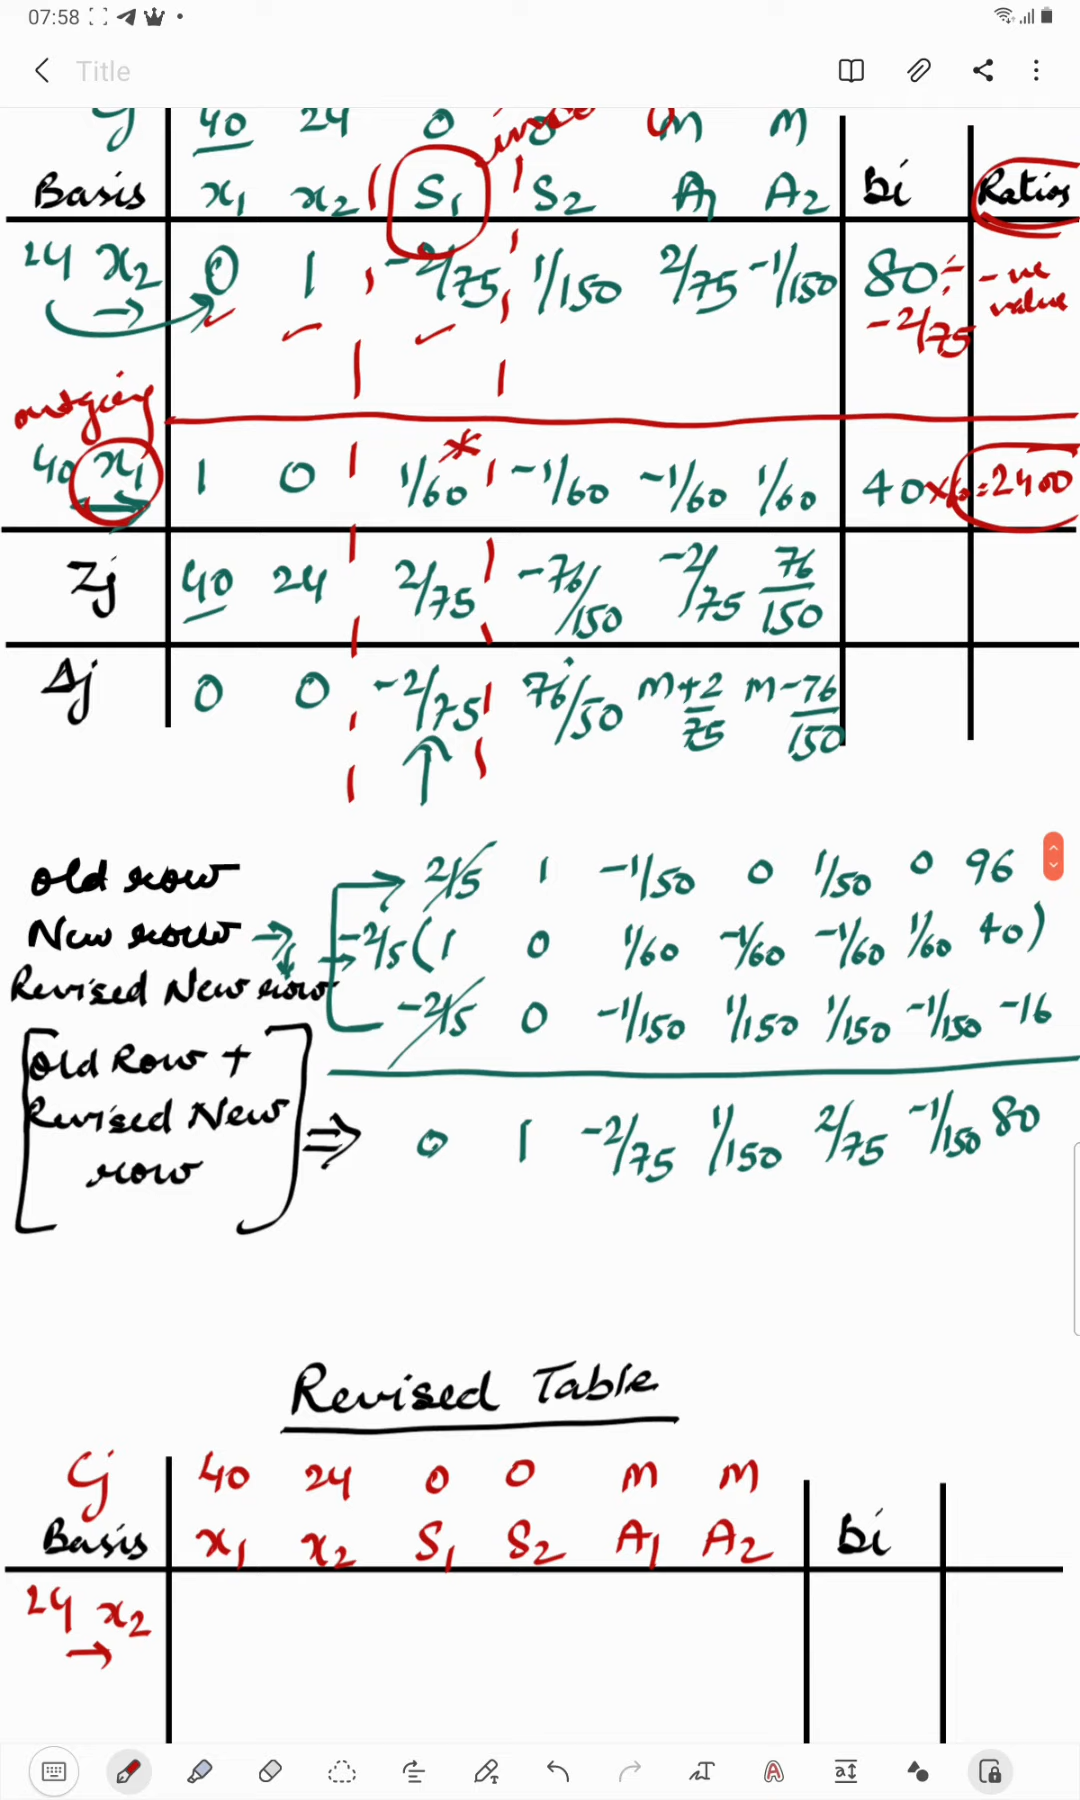 07:58
Title
Cj 40 24 0 0 M M
Basis x₁ x₂ S₁ S₂ A₁ A₂ bi Ratios
24 x₂ 0 1 -2/75 1/150 2/75 -1/150 80 ÷ -2/75 -ve value
outgoing
40 x₁ 1 0 1/60 * -1/60 -1/60 1/60 40×60=2400
Zj 40 24 2/75 -76/150 -2/75 76/150
Δj 0 0 -2/75 76/150 M+2/75 M-76/150
old row 2/5 1 -1/50 0 1/50 0 96
New row → -2/5 (1 0 1/60 -1/60 -1/60 1/60 40)
Revised New row -2/5 0 -1/150 1/150 1/150 -1/150 -16
[Old Row +
Revised New
row] ⇒ 0 1 -2/75 1/150 2/75 -1/150 80
Revised Table
Cj 40 24 0 0 M M
Basis x₁ x₂ S₁ S₂ A₁ A₂ bi
24 x₂